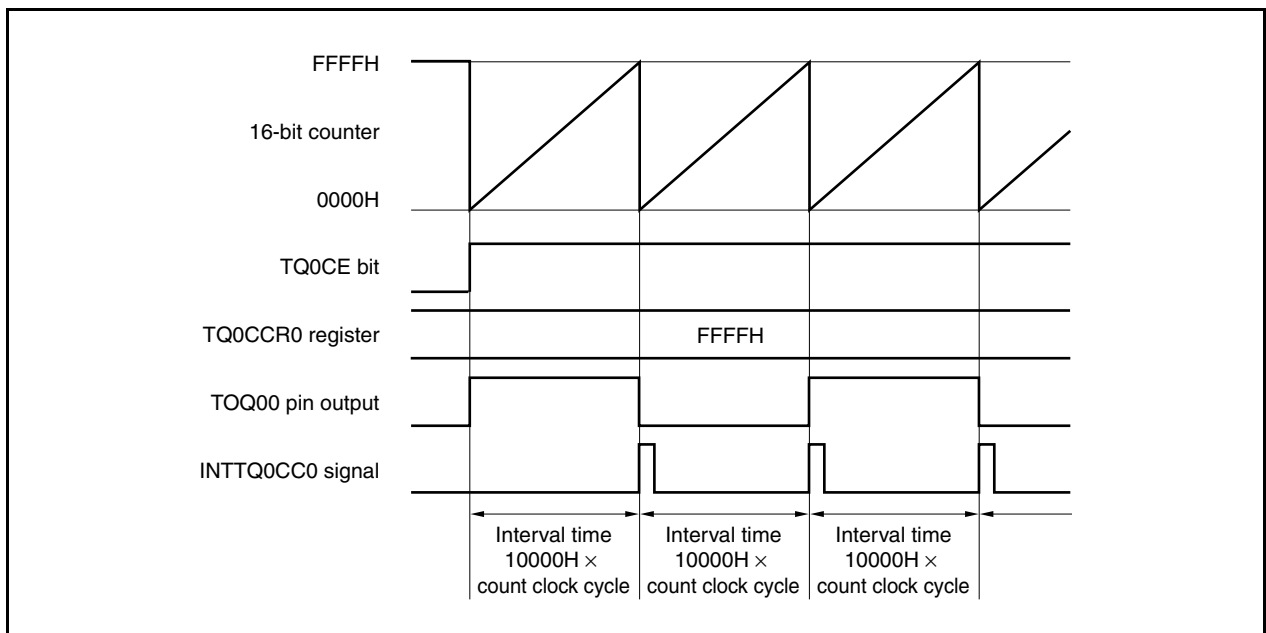 FFFFH
16-bit counter
0000H
TQ0CE bit
TQ0CCR0 register
FFFFH
TOQ00 pin output
INTTQ0CC0 signal
Interval time
10000H ×
count clock cycle
Interval time
10000H ×
count clock cycle
Interval time
10000H ×
count clock cycle